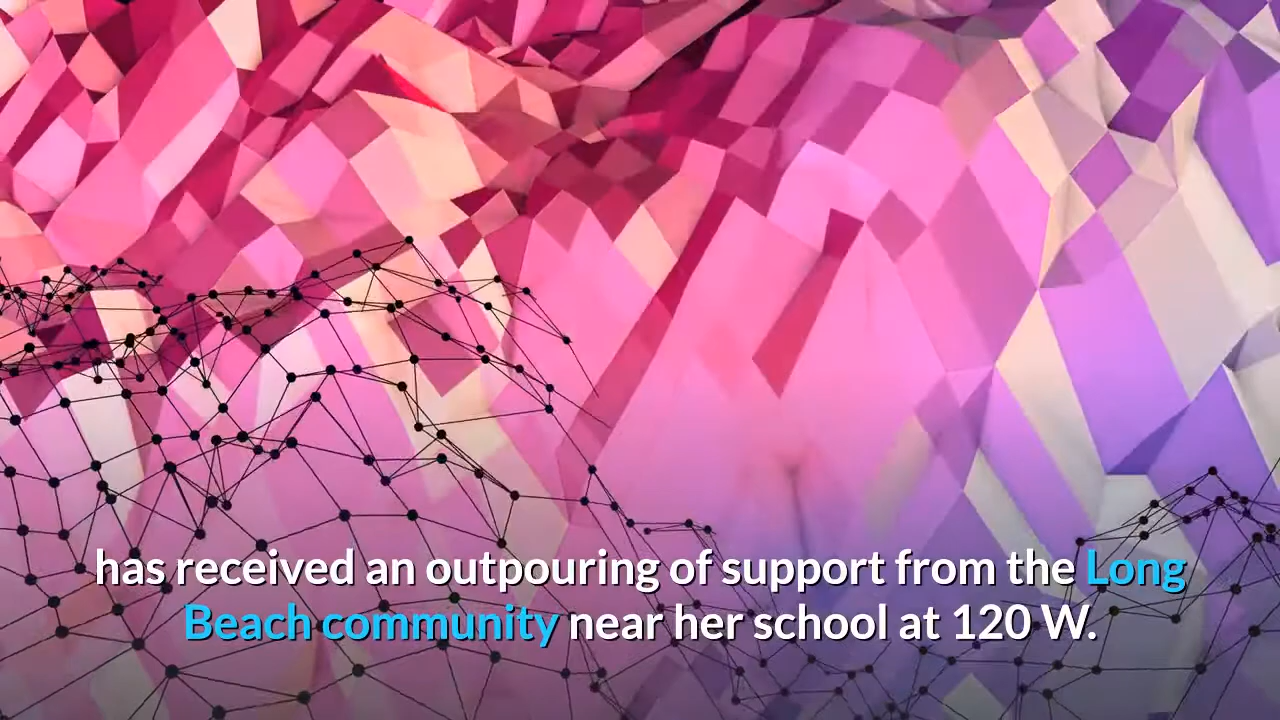 has received an outpouring of support from the Long
Beach community near her school at 120 W.